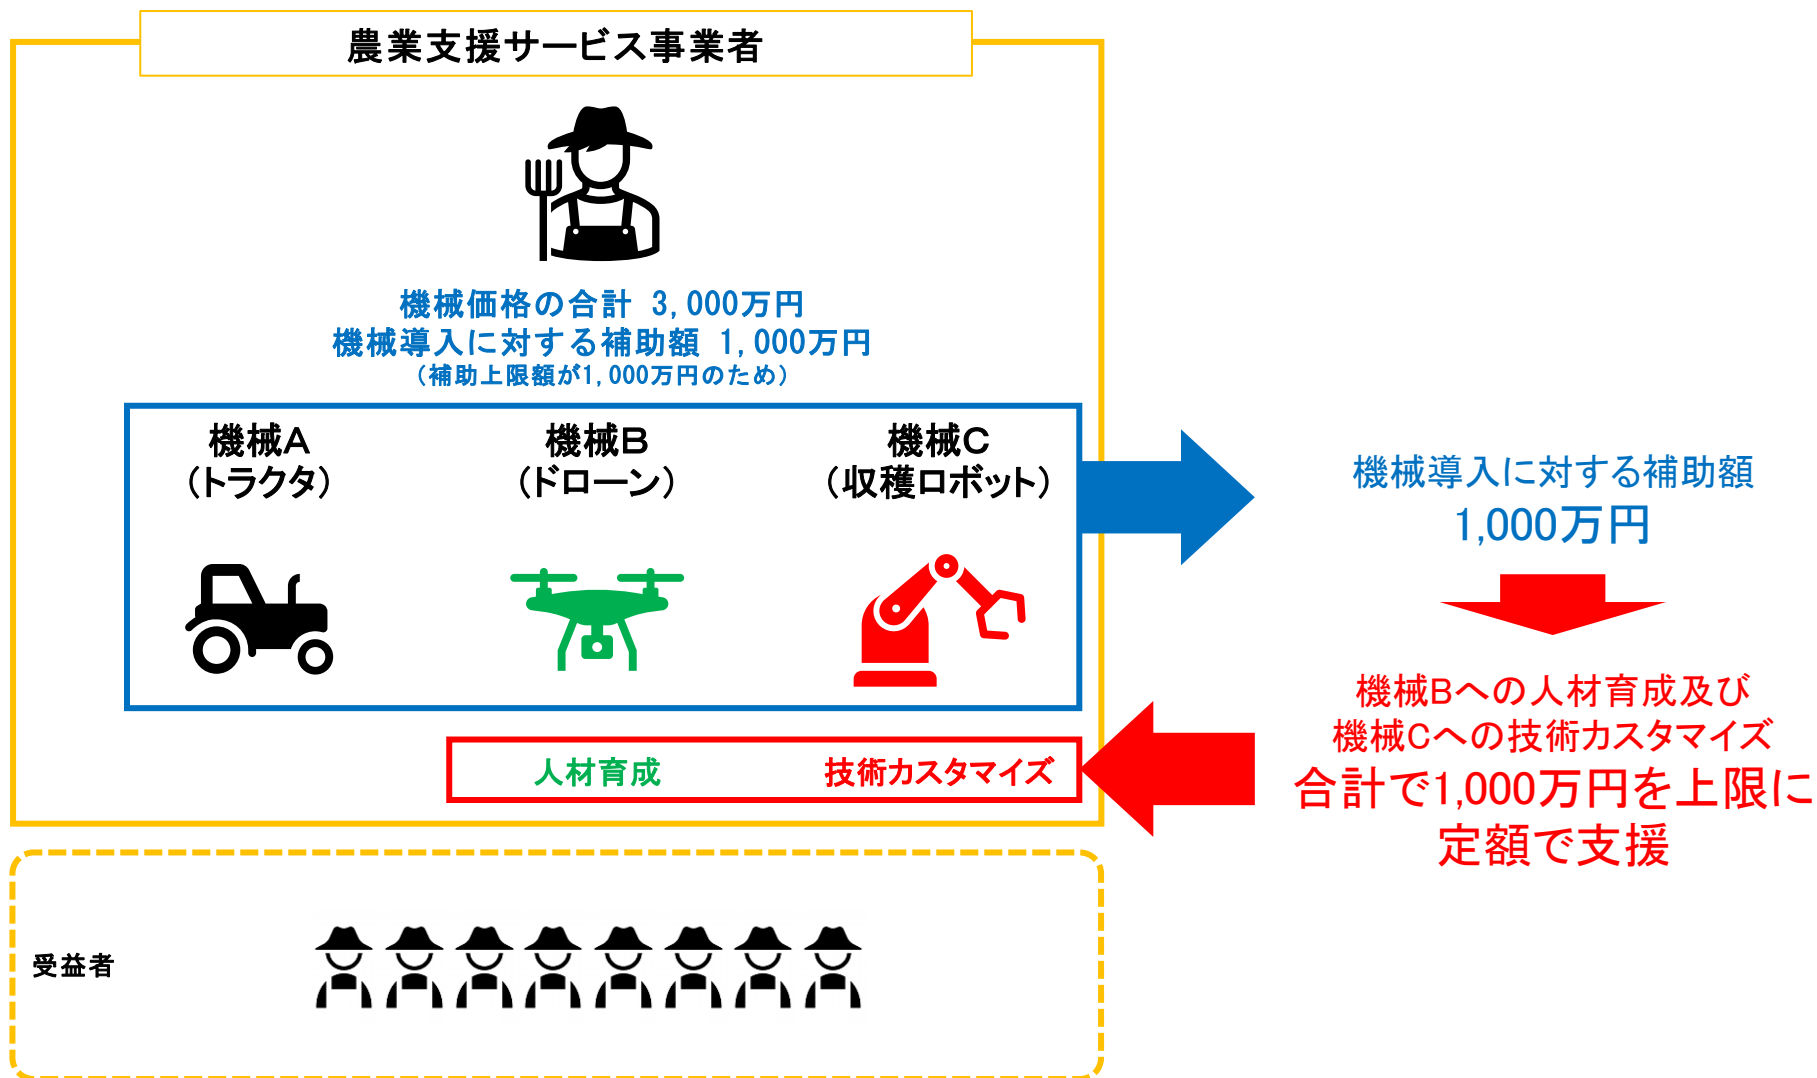 農業支援サービス事業者
機械価格の合計 3,000万円
機械導入に対する補助額 1,000万円
(補助上限額が1,000万円のため)
機械A
(トラクタ)
機械B
(ドローン)
機械C
(収穫ロボット)
人材育成
技術カスタマイズ
機械導入に対する補助額
1,000万円
機械Bへの人材育成及び
機械Cへの技術カスタマイズ
合計で1,000万円を上限に
定額で支援
受益者